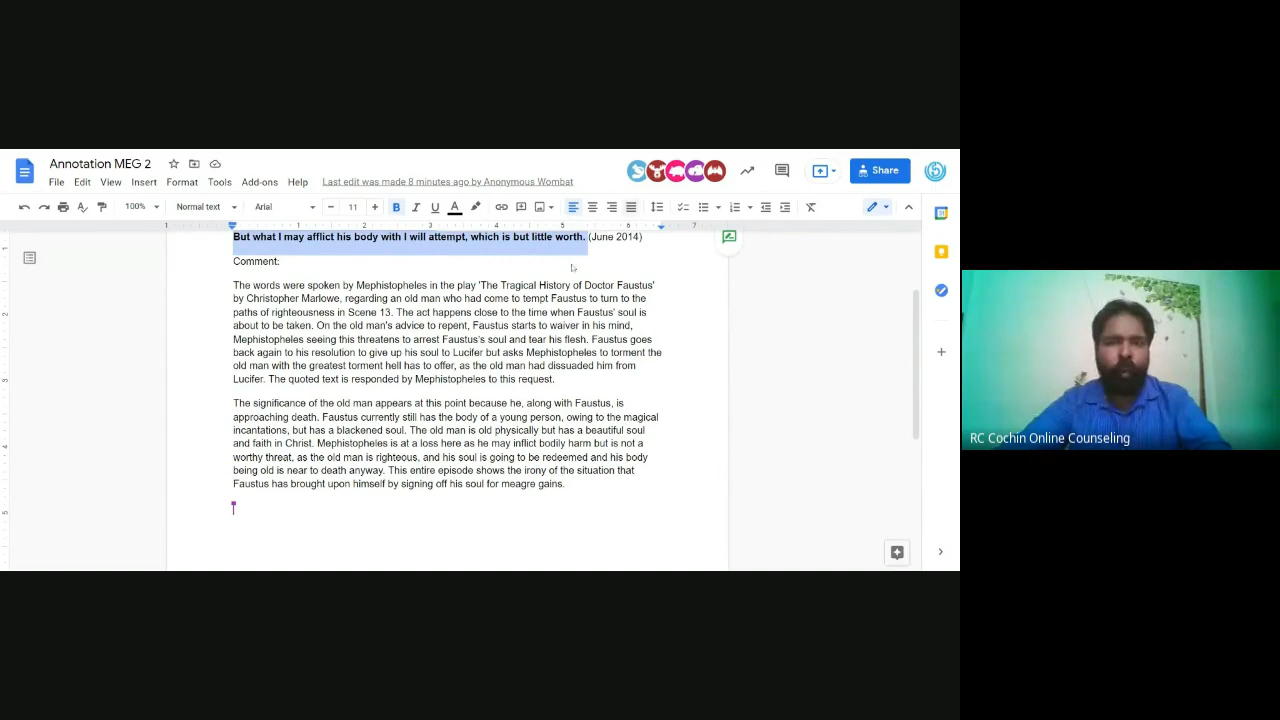 Annotation MEG 2
Share
File Edit View Insert Format Tools Add-ons Help Last edit was made 8 minutes ago by Anonymous Wombat
100% Normal text Arial 11 B I U A
1 1 2 3 4 5 6 7
But what I may afflict his body with I will attempt, which is but little worth. (June 2014)
Comment:
The words were spoken by Mephistopheles in the play 'The Tragical History of Doctor Faustus'
by Christopher Marlowe, regarding an old man who had come to tempt Faustus to turn to the
paths of righteousness in Scene 13. The act happens close to the time when Faustus' soul is
about to be taken. On the old man's advice to repent, Faustus starts to waiver in his mind,
Mephistopheles seeing this threatens to arrest Faustus's soul and tear his flesh. Faustus goes
back again to his resolution to give up his soul to Lucifer but asks Mephistopheles to torment the
old man with the greatest torment hell has to offer, as the old man had dissuaded him from
Lucifer. The quoted text is responded by Mephistopheles to this request.
The significance of the old man appears at this point because he, along with Faustus, is
approaching death. Faustus currently still has the body of a young person, owing to the magical
incantations, but has a blackened soul. The old man is old physically but has a beautiful soul
and faith in Christ. Mephistopheles is at a loss here as he may inflict bodily harm but is not a
worthy threat, as the old man is righteous, and his soul is going to be redeemed and his body
being old is near to death anyway. This entire episode shows the irony of the situation that
Faustus has brought upon himself by signing off his soul for meagre gains.
RC Cochin Online Counseling